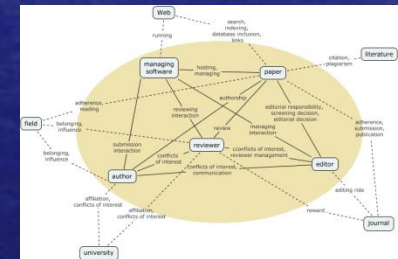 Web
search,
indexing,
database inclusion,
links
running
literature
managing
software
hosting,
managing
paper
citation,
plagiarism
adherence,
reading
authorship
editorial responsibility,
screening decision,
editorial decision
field
belonging,
influence
reviewing
interaction
adherence,
submission,
publication
review
managing
interaction
submission
interaction
reviewer
conflicts of interest,
reviewer management
belonging,
influence
conflicts
of interest
editor
author
conflicts of interest,
communication
affiliation,
conflicts of interest
affiliation,
conflicts of interest
editing role
reward
journal
university